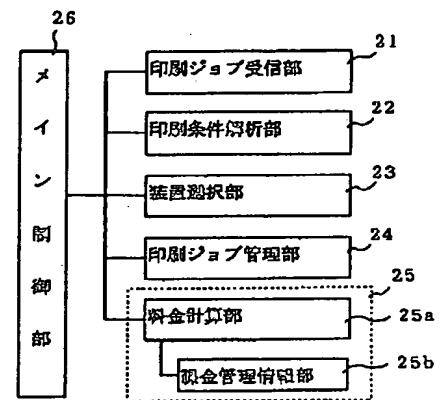 26
メイン制御部
印刷ジョブ受信部
21
印刷条件解析部
22
装置選択部
23
印刷ジョブ管理部
24
25
料金計算部
25a
課金管理情報部
25b